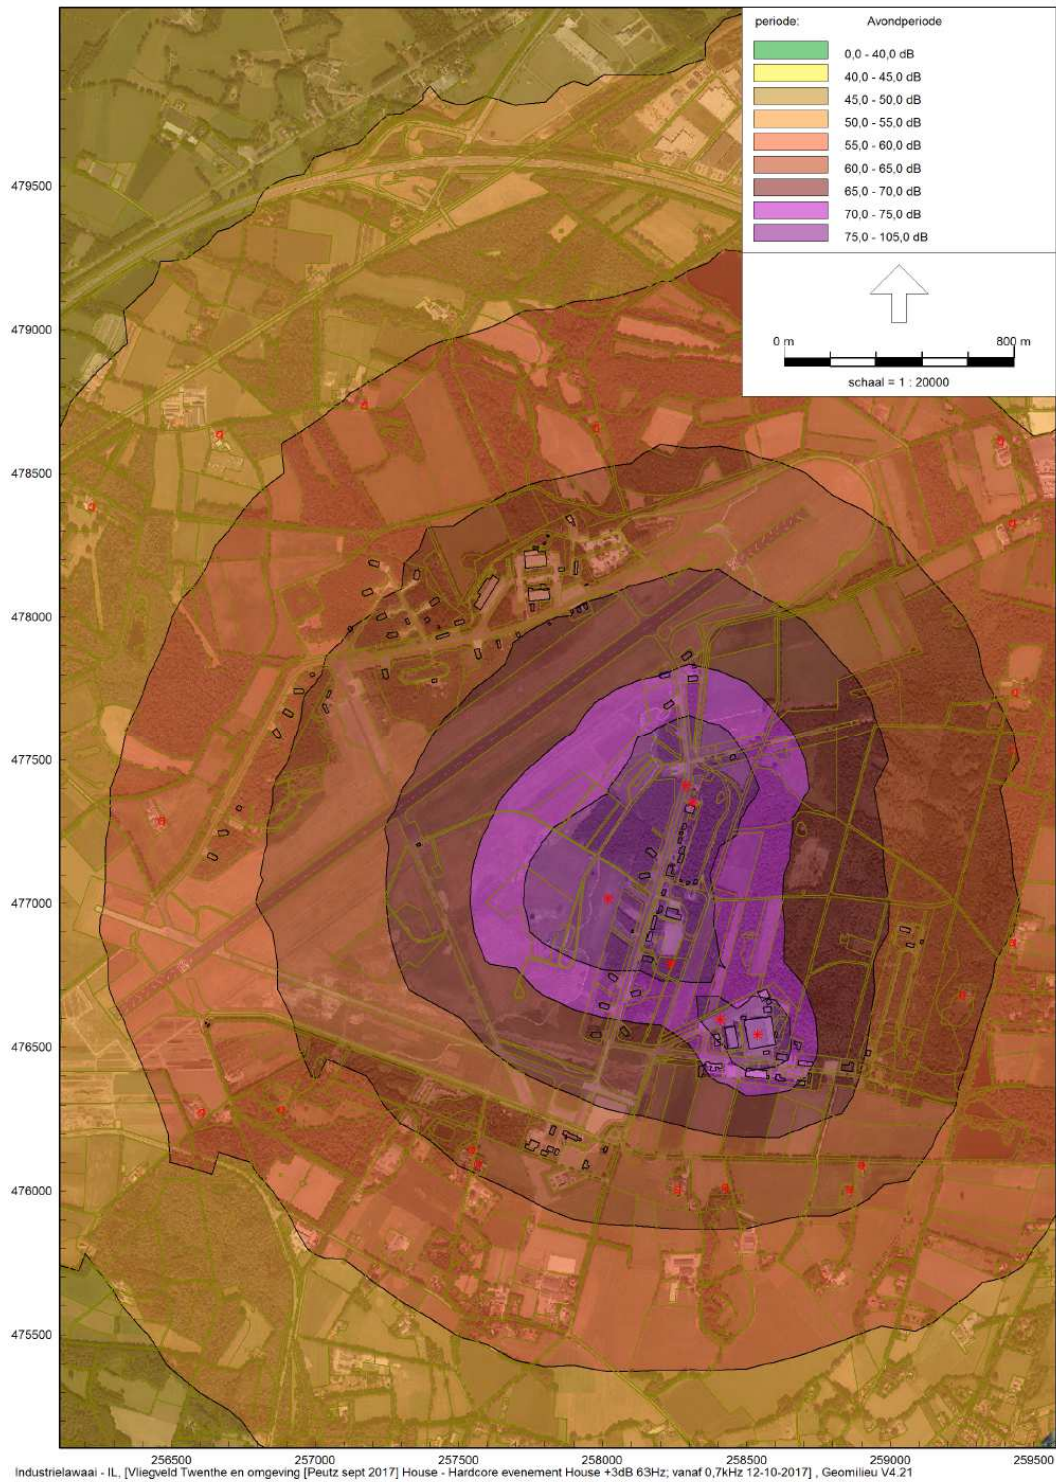 periode: Avondperiode
0,0 - 40,0 dB
40,0 - 45,0 dB
45,0 - 50,0 dB
50,0 - 55,0 dB
55,0 - 60,0 dB
60,0 - 65,0 dB
65,0 - 70,0 dB
70,0 - 75,0 dB
75,0 - 105,0 dB
0 m 800 m
schaal = 1 : 20000
479500
479000
478500
478000
477500
477000
476500
476000
475500
256500 257000 257500 258000 258500 259000 259500
Industrielawaai - IL, [Vliegveld Twenthe en omgeving [Peutz sept 2017] House - Hardcore evenement House +3dB 63Hz; vanaf 0,7kHz 12-10-2017] , Geomilieu V4.21